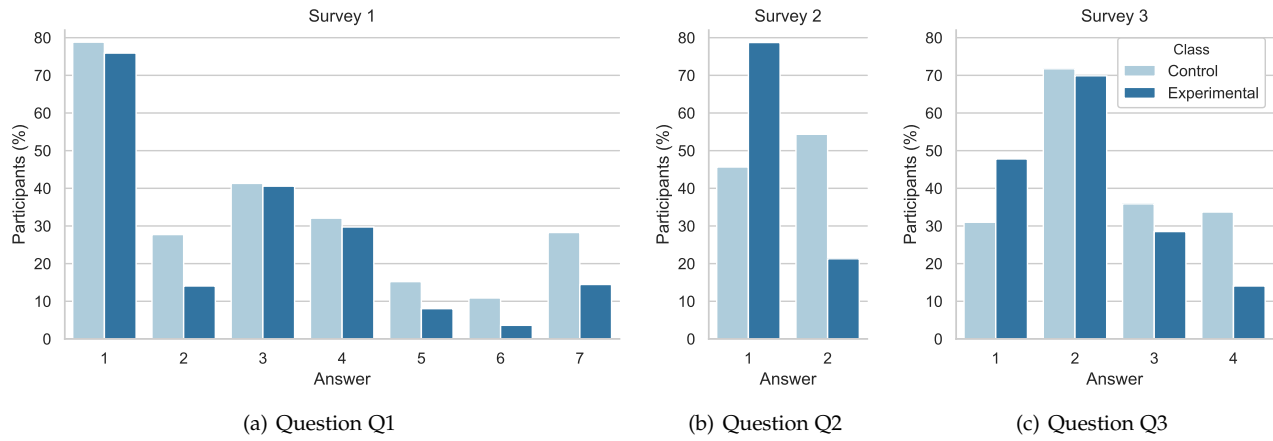 Survey 1
80
70
60
50
40
30
20
10
0
Participants (%)
1 2 3 4 5 6 7
Answer
(a) Question Q1
Survey 2
80
70
60
50
40
30
20
10
0
Participants (%)
1 2
Answer
(b) Question Q2
Survey 3
80
70
60
50
40
30
20
10
0
Participants (%)
Class
Control
Experimental
1 2 3 4
Answer
(c) Question Q3